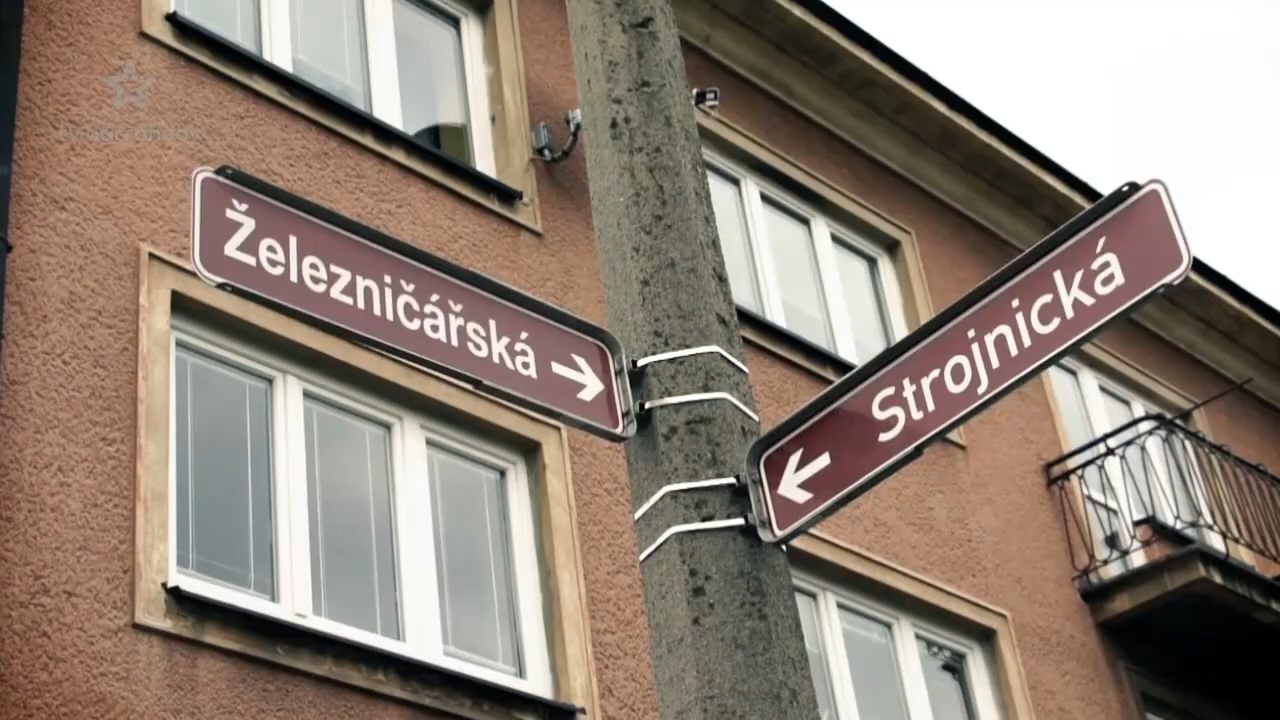 Železničářská →
Strojnická
←